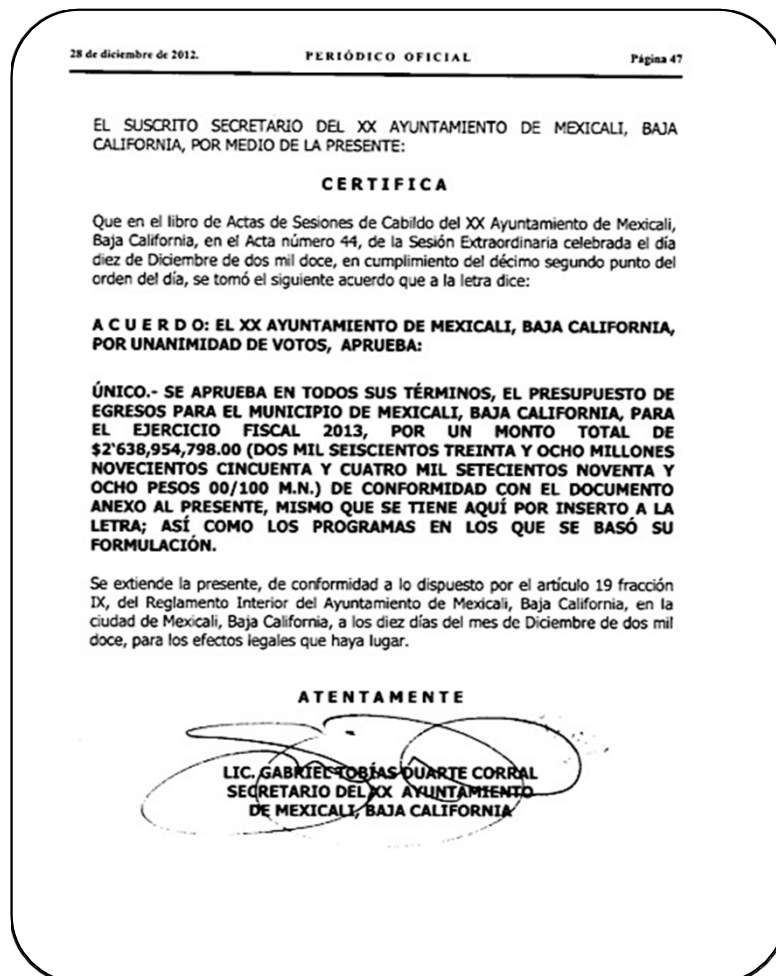 28 de diciembre de 2012. PERIÓDICO OFICIAL Página 47
EL SUSCRITO SECRETARIO DEL XX AYUNTAMIENTO DE MEXICALI, BAJA
CALIFORNIA, POR MEDIO DE LA PRESENTE:
C E R T I F I C A
Que en el libro de Actas de Sesiones de Cabildo del XX Ayuntamiento de Mexicali,
Baja California, en el Acta número 44, de la Sesión Extraordinaria celebrada el día
diez de Diciembre de dos mil doce, en cumplimiento del décimo segundo punto del
orden del día, se tomó el siguiente acuerdo que a la letra dice:
A C U E R D O: EL XX AYUNTAMIENTO DE MEXICALI, BAJA CALIFORNIA,
POR UNANIMIDAD DE VOTOS, APRUEBA:
ÚNICO.- SE APRUEBA EN TODOS SUS TÉRMINOS, EL PRESUPUESTO DE
EGRESOS PARA EL MUNICIPIO DE MEXICALI, BAJA CALIFORNIA, PARA
EL EJERCICIO FISCAL 2013, POR UN MONTO TOTAL DE
$2'638,954,798.00 (DOS MIL SEISCIENTOS TREINTA Y OCHO MILLONES
NOVECIENTOS CINCUENTA Y CUATRO MIL SETECIENTOS NOVENTA Y
OCHO PESOS 00/100 M.N.) DE CONFORMIDAD CON EL DOCUMENTO
ANEXO AL PRESENTE, MISMO QUE SE TIENE AQUÍ POR INSERTO A LA
LETRA; ASÍ COMO LOS PROGRAMAS EN LOS QUE SE BASÓ SU
FORMULACIÓN.
Se extiende la presente, de conformidad a lo dispuesto por el artículo 19 fracción
IX, del Reglamento Interior del Ayuntamiento de Mexicali, Baja California, en la
ciudad de Mexicali, Baja California, a los diez días del mes de Diciembre de dos mil
doce, para los efectos legales que haya lugar.
A T E N T A M E N T E
LIC. GABRIEL TOBÍAS DUARTE CORRAL
SECRETARIO DEL XX AYUNTAMIENTO
DE MEXICALI, BAJA CALIFORNIA